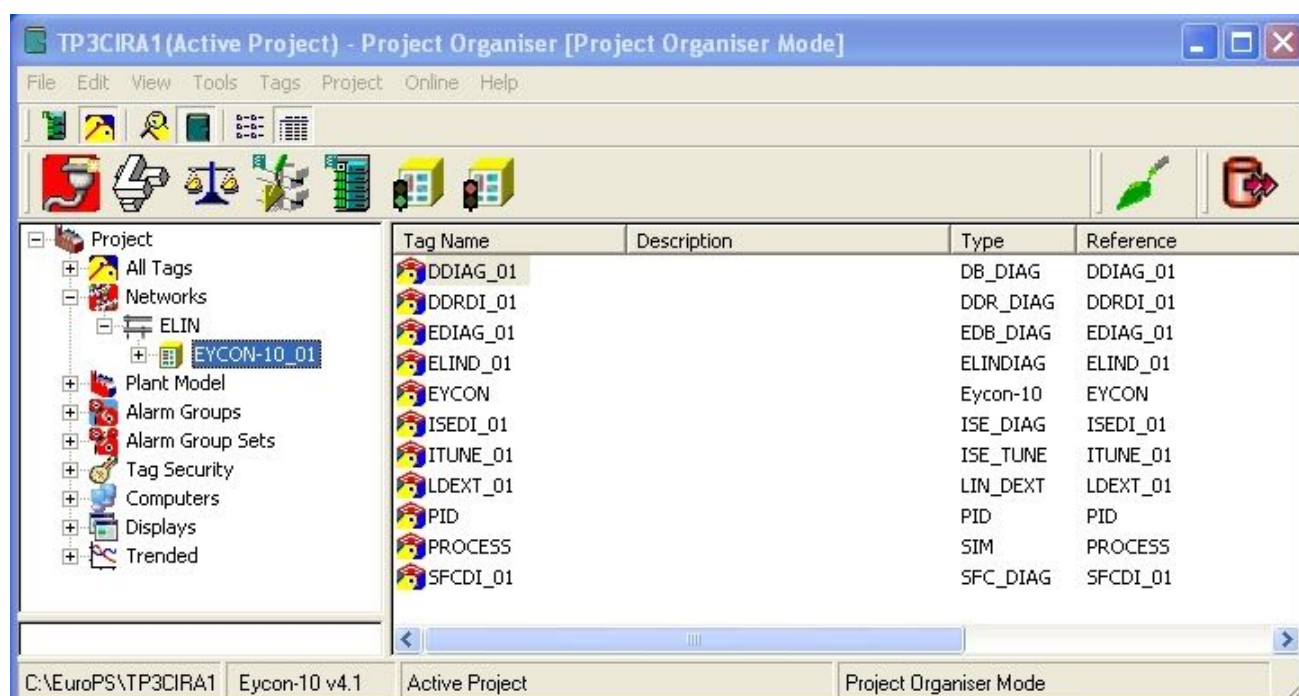 TP3CIRA1(Active Project) - Project Organiser [Project Organiser Mode]
File Edit View Tools Tags Project Online Help
Project
All Tags
Networks
ELIN
EYCON-10_01
Plant Model
Alarm Groups
Alarm Group Sets
Tag Security
Computers
Displays
Trended
Tag Name Description Type Reference
DDIAG_01 DB_DIAG DDIAG_01
DDRDI_01 DDR_DIAG DDRDI_01
EDIAG_01 EDB_DIAG EDIAG_01
ELIND_01 ELINDIAG ELIND_01
EYCON Eycon-10 EYCON
ISEDI_01 ISE_DIAG ISEDI_01
ITUNE_01 ISE_TUNE ITUNE_01
LDEXT_01 LIN_DEXT LDEXT_01
PID PID PID
PROCESS SIM PROCESS
SFCDI_01 SFC_DIAG SFCDI_01
C:\EuroPS\TP3CIRA1 Eycon-10 v4.1 Active Project Project Organiser Mode